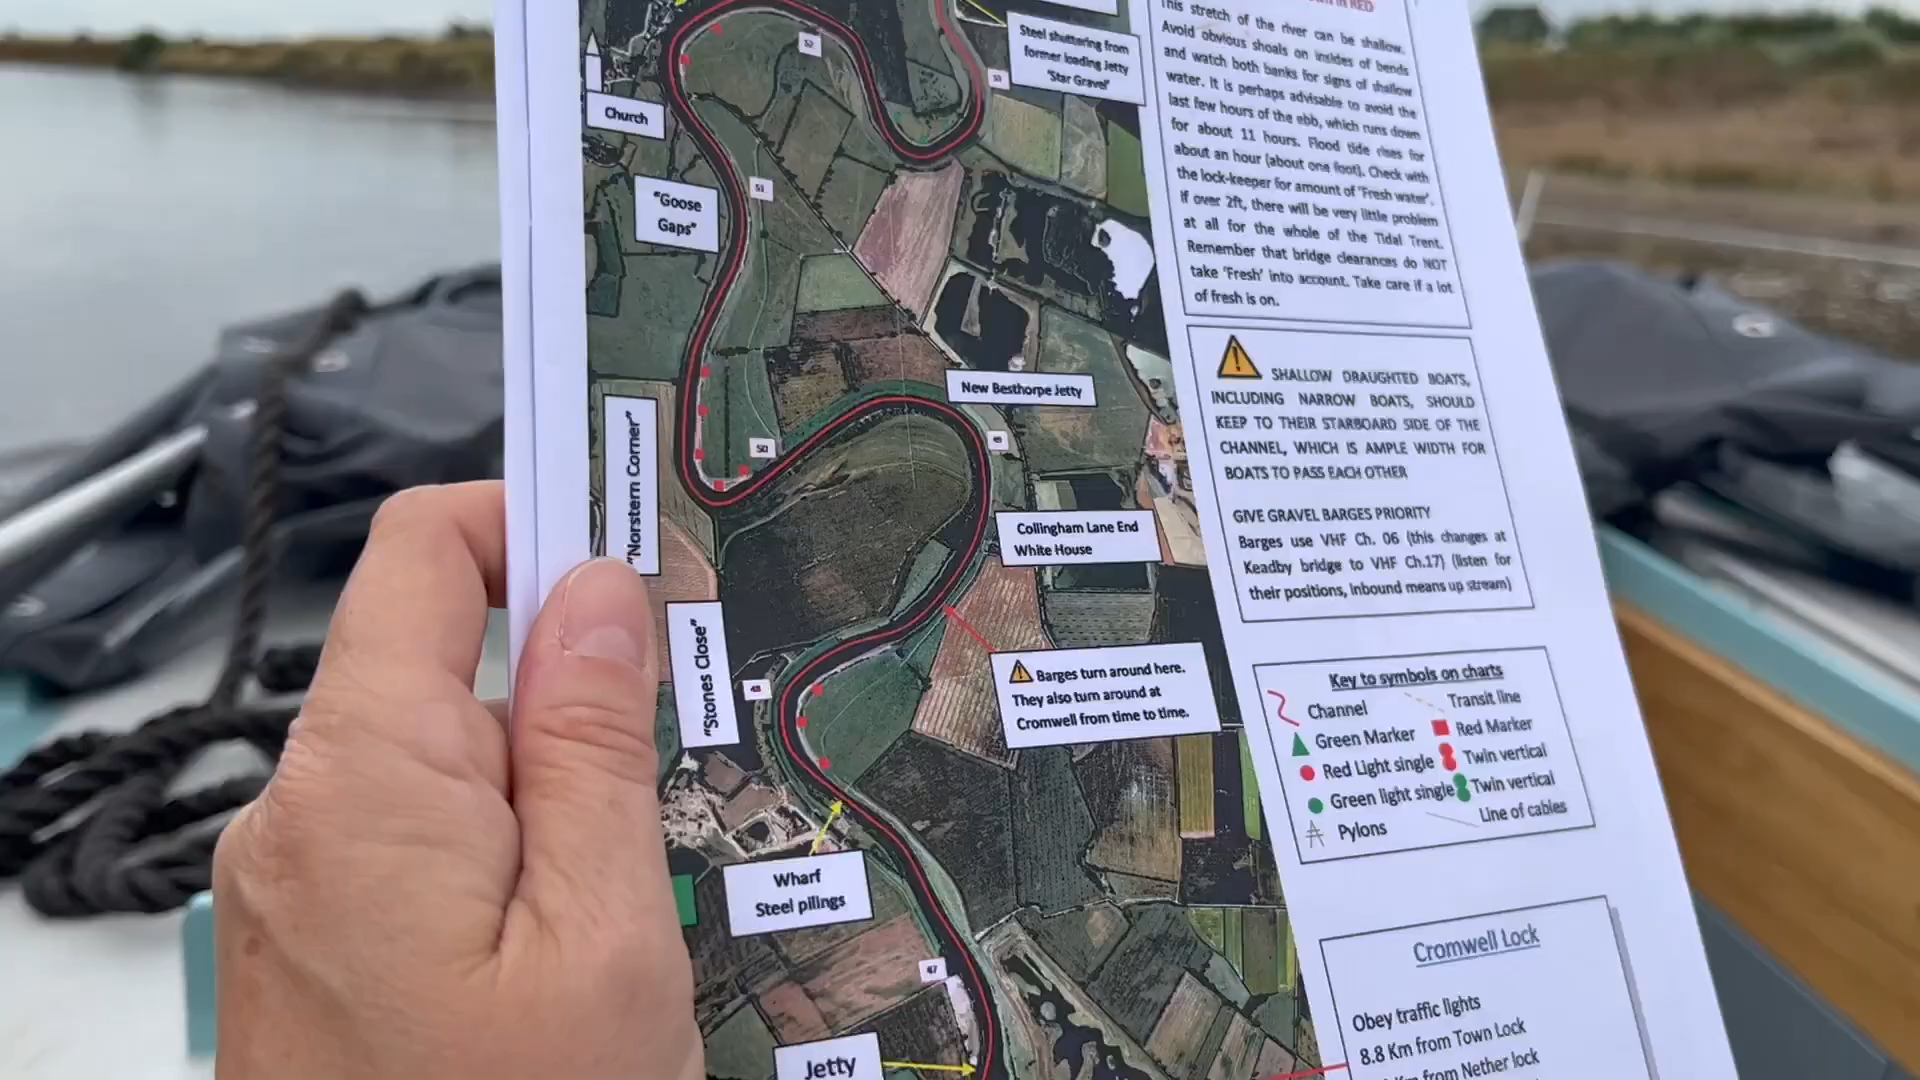 Steel shuttering from
former loading Jetty
'Star Gravel'
52
53
Church
51
"Goose
Gaps"
New Besthorpe Jetty
"Norstern Corner"
50
49
Collingham Lane End
White House
"Stones Close"
48
Barges turn around here.
They also turn around at
Cromwell from time to time.
Wharf
Steel pilings
47
Jetty
in RED
This stretch of the river can be shallow.
Avoid obvious shoals on insides of bends
and watch both banks for signs of shallow
water. It is perhaps advisable to avoid the
last few hours of the ebb, which runs down
for about 11 hours. Flood tide rises for
about an hour (about one foot). Check with
the lock-keeper for amount of 'Fresh water'.
If over 2ft, there will be very little problem
at all for the whole of the Tidal Trent.
Remember that bridge clearances do NOT
take 'Fresh' into account. Take care if a lot
of fresh is on.
SHALLOW DRAUGHTED BOATS,
INCLUDING NARROW BOATS, SHOULD
KEEP TO THEIR STARBOARD SIDE OF THE
CHANNEL, WHICH IS AMPLE WIDTH FOR
BOATS TO PASS EACH OTHER
GIVE GRAVEL BARGES PRIORITY
Barges use VHF Ch. 06 (this changes at
Keadby bridge to VHF Ch.17) (listen for
their positions, Inbound means up stream)
Key to symbols on charts
Channel
Transit line
Green Marker
Red Marker
Red Light single
Twin vertical
Green light single
Twin vertical
Pylons
Line of cables
Cromwell Lock
Obey traffic lights
8.8 Km from Town Lock
Km from Nether lock